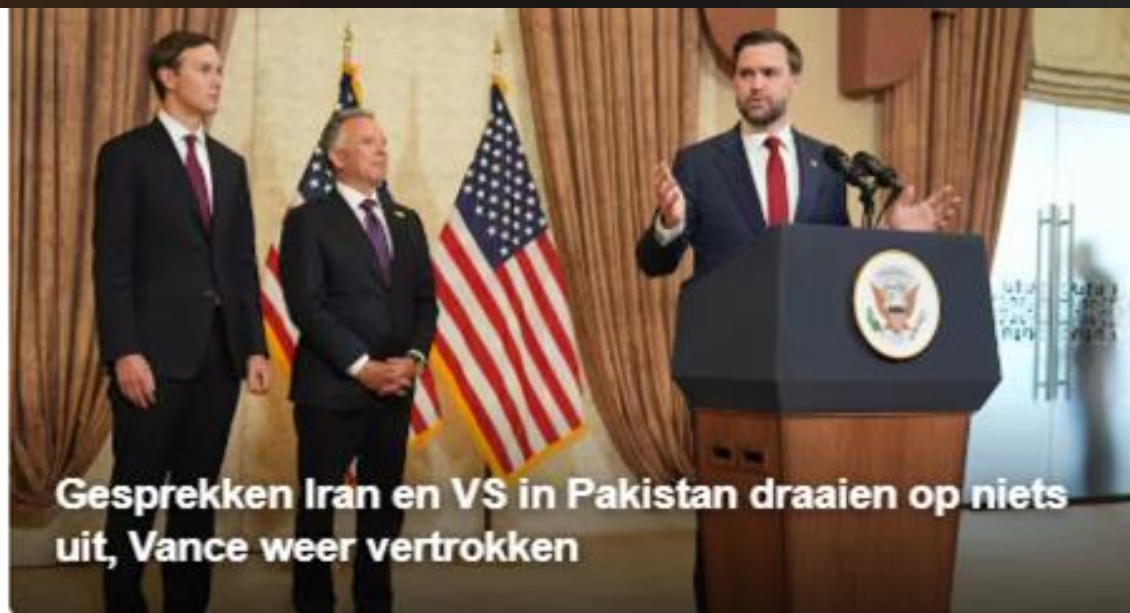 Gesprekken Iran en VS in Pakistan draaien op niets
uit, Vance weer vertrokken